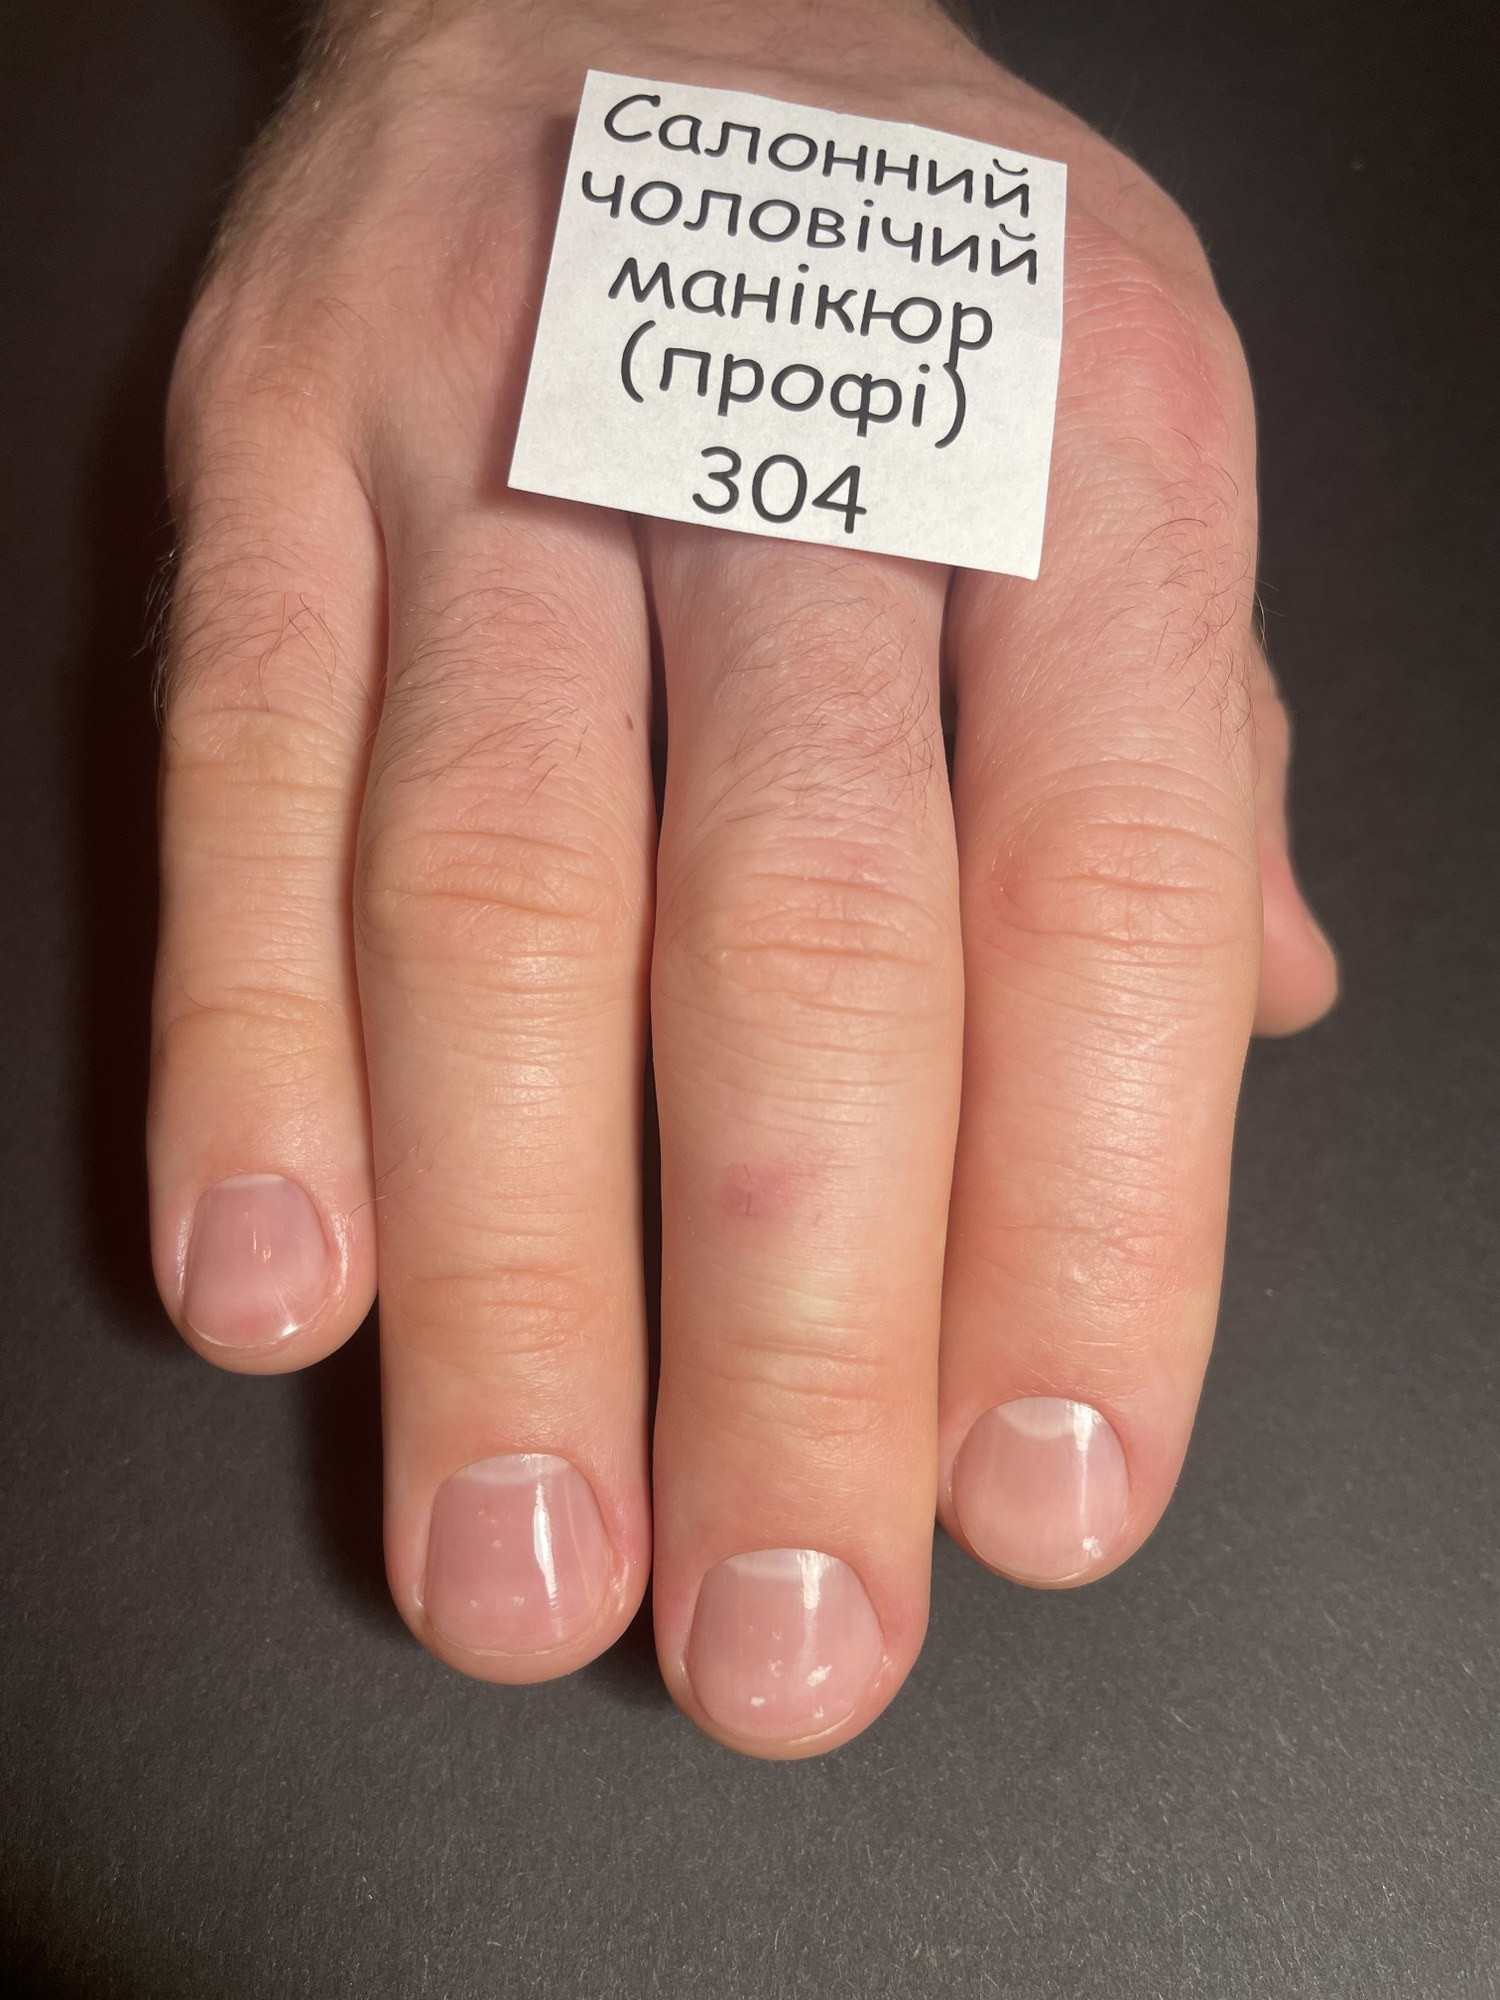 Салонний
чоловічий
манікюр
(профі)
304